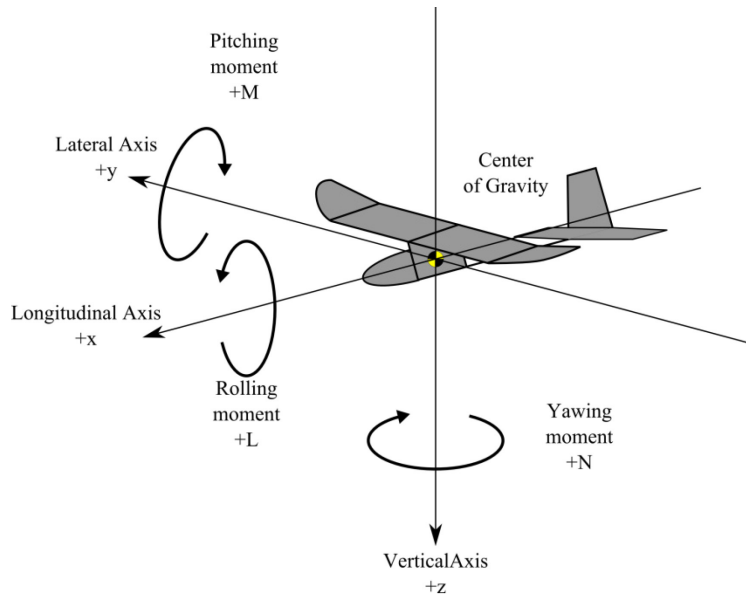 Pitching
moment
+M
Lateral Axis
+y
Center
of Gravity
Longitudinal Axis
+x
Rolling
moment
+L
Yawing
moment
+N
VerticalAxis
+z